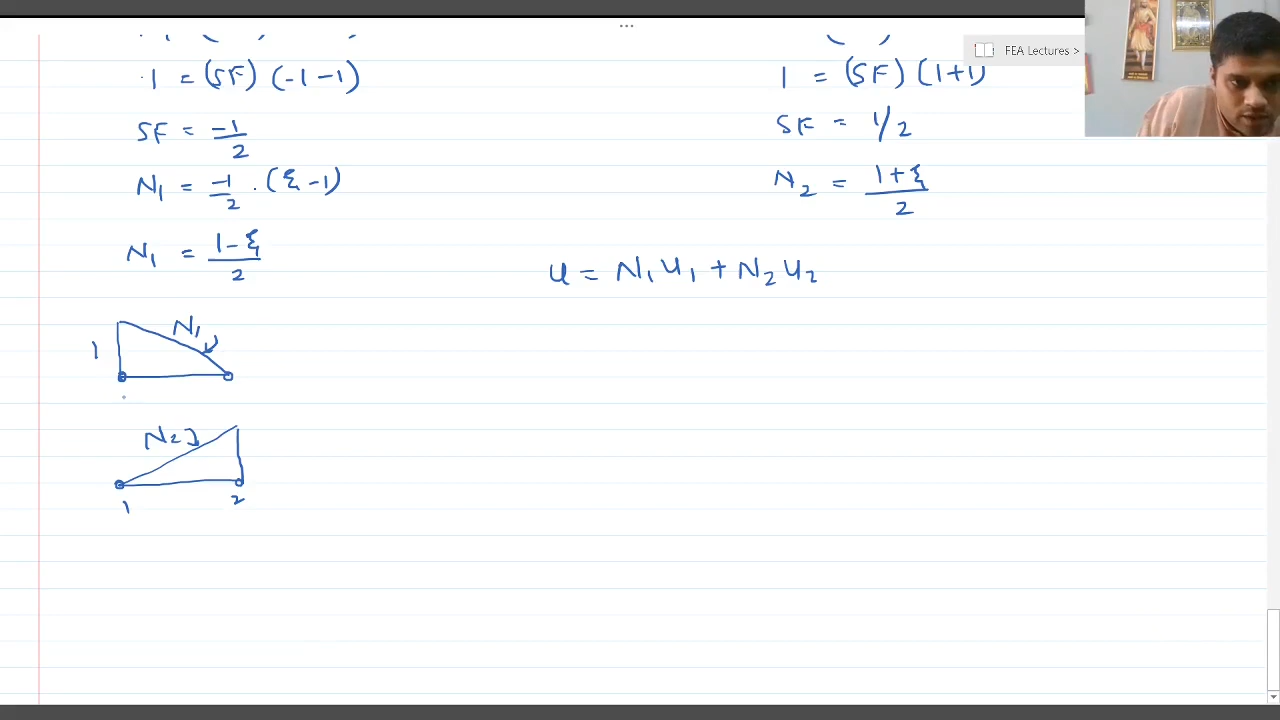 FEA Lectures >
1 = (SF) (-1-1)
SF = -1/2
N₁ = -1/2 . (ξ -1)
N₁ = 1-ξ/2
1 = (SF) (1+1)
SF = 1/2
N₂ = 1+ξ/2
u = N₁u₁ + N₂u₂
N₁
1
N₂
1 2